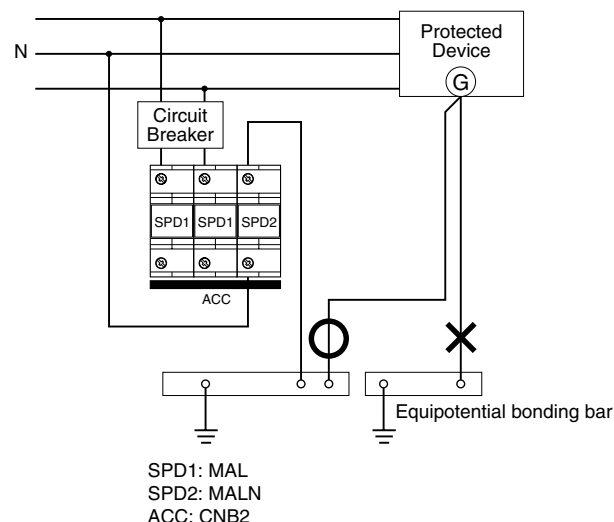 N
Protected
Device
G
Circuit
Breaker
SPD1 SPD1 SPD2
ACC
Equipotential bonding bar
SPD1: MAL
SPD2: MALN
ACC: CNB2